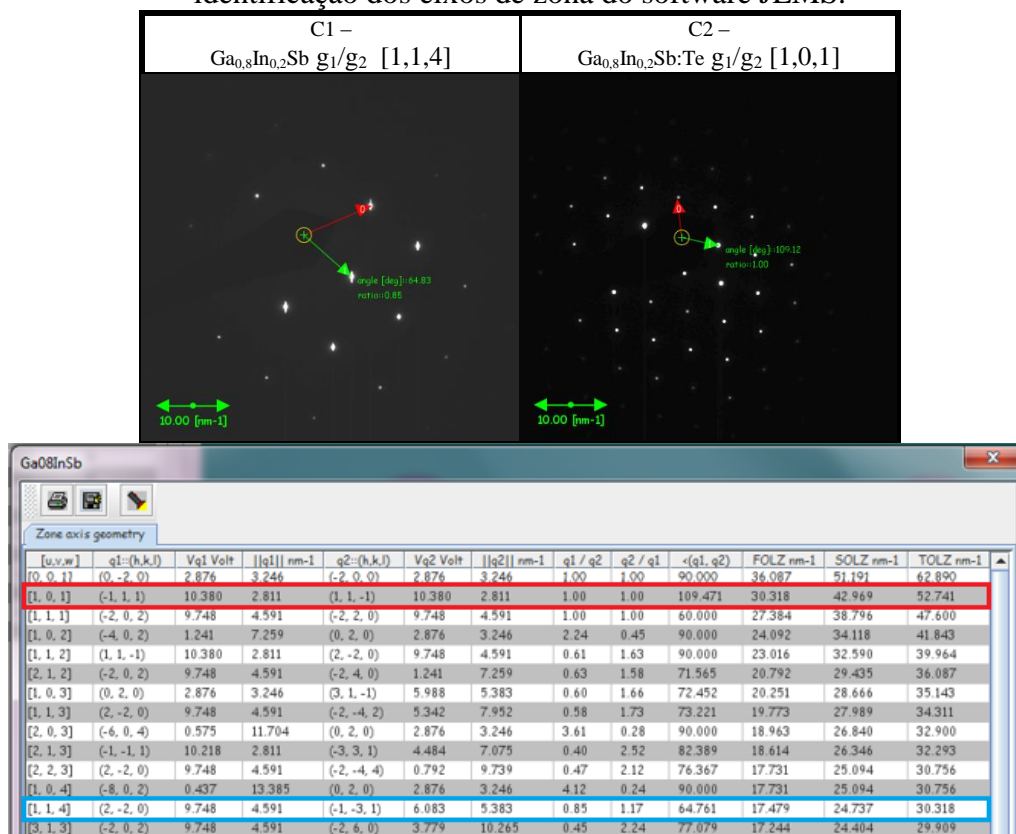 identificação dos eixos de zona do software JEMS.
C1 –
Ga0,8In0,2Sb g1/g2 [1,1,4]
C2 –
Ga0,8In0,2Sb:Te g1/g2 [1,0,1]
0
angle [deg]::64.83
ratio::0.85
10.00 [nm-1]
0
angle [deg]::109.12
ratio::1.00
10.00 [nm-1]
Ga08InSb
Zone axis geometry
[u,v,w] q1::(h,k,l) Vq1 Volt ||q1|| nm-1 q2::(h,k,l) Vq2 Volt ||q2|| nm-1 q1 / q2 q2 / q1 <(q1, q2) FOLZ nm-1 SOLZ nm-1 TOLZ nm-1
[0, 0, 1] (0, -2, 0) 2.876 3.246 (-2, 0, 0) 2.876 3.246 1.00 1.00 90.000 36.087 51.191 62.890
[1, 0, 1] (-1, 1, 1) 10.380 2.811 (1, 1, -1) 10.380 2.811 1.00 1.00 109.471 30.318 42.969 52.741
[1, 1, 1] (-2, 0, 2) 9.748 4.591 (-2, 2, 0) 9.748 4.591 1.00 1.00 60.000 27.384 38.796 47.600
[1, 0, 2] (-4, 0, 2) 1.241 7.259 (0, 2, 0) 2.876 3.246 2.24 0.45 90.000 24.092 34.118 41.843
[1, 1, 2] (1, 1, -1) 10.380 2.811 (2, -2, 0) 9.748 4.591 0.61 1.63 90.000 23.016 32.590 39.964
[2, 1, 2] (-2, 0, 2) 9.748 4.591 (-2, 4, 0) 1.241 7.259 0.63 1.58 71.565 20.792 29.435 36.087
[1, 0, 3] (0, 2, 0) 2.876 3.246 (3, 1, -1) 5.988 5.383 0.60 1.66 72.452 20.251 28.666 35.143
[1, 1, 3] (2, -2, 0) 9.748 4.591 (-2, -4, 2) 5.342 7.952 0.58 1.73 73.221 19.773 27.989 34.311
[2, 0, 3] (-6, 0, 4) 0.575 11.704 (0, 2, 0) 2.876 3.246 3.61 0.28 90.000 18.963 26.840 32.900
[2, 1, 3] (-1, -1, 1) 10.218 2.811 (-3, 3, 1) 4.484 7.075 0.40 2.52 82.389 18.614 26.346 32.293
[2, 2, 3] (2, -2, 0) 9.748 4.591 (-2, -4, 4) 0.792 9.739 0.47 2.12 76.367 17.731 25.094 30.756
[1, 0, 4] (-8, 0, 2) 0.437 13.385 (0, 2, 0) 2.876 3.246 4.12 0.24 90.000 17.731 25.094 30.756
[1, 1, 4] (2, -2, 0) 9.748 4.591 (-1, -3, 1) 6.083 5.383 0.85 1.17 64.761 17.479 24.737 30.318
[3, 1, 3] (-2, 0, 2) 9.748 4.591 (-2, 6, 0) 3.779 10.265 0.45 2.24 77.079 17.244 24.404 29.909